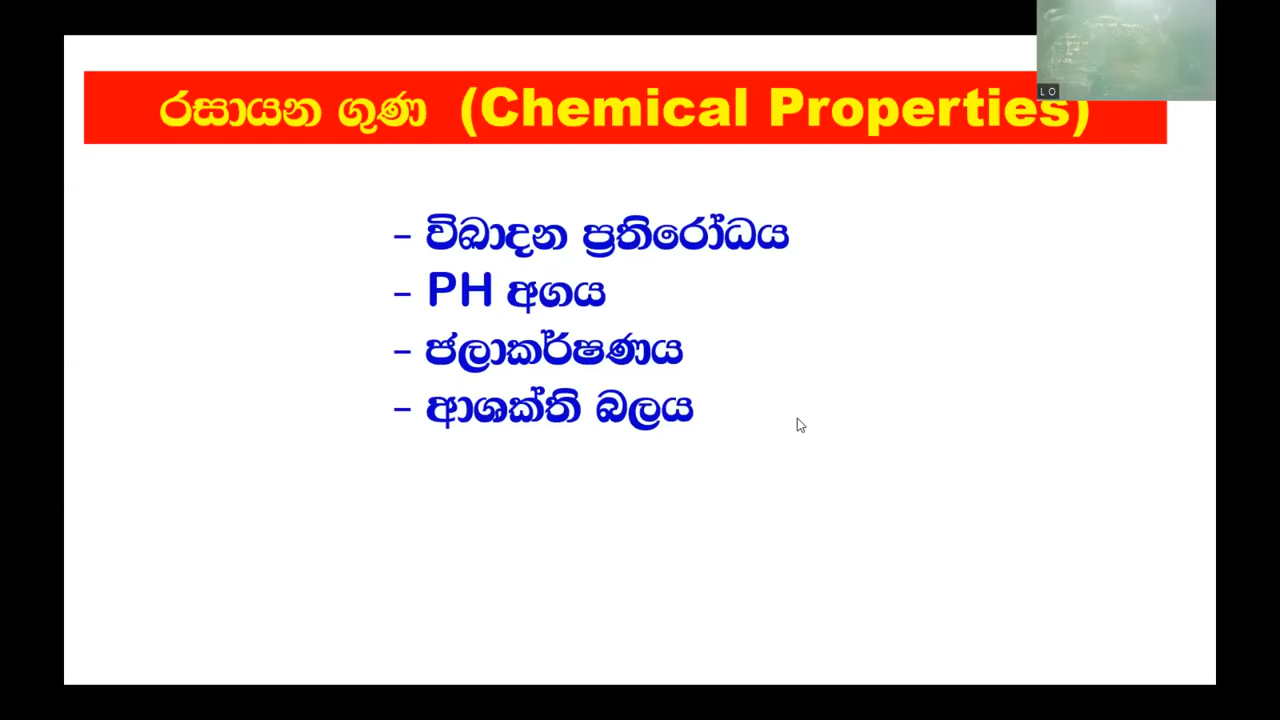 රසායන ගුණ (Chemical Properties)
L O
– විඛාදන ප්‍රතිරෝධය
– PH අගය
– ජලාකර්ෂණය
– ආශක්ති බලය